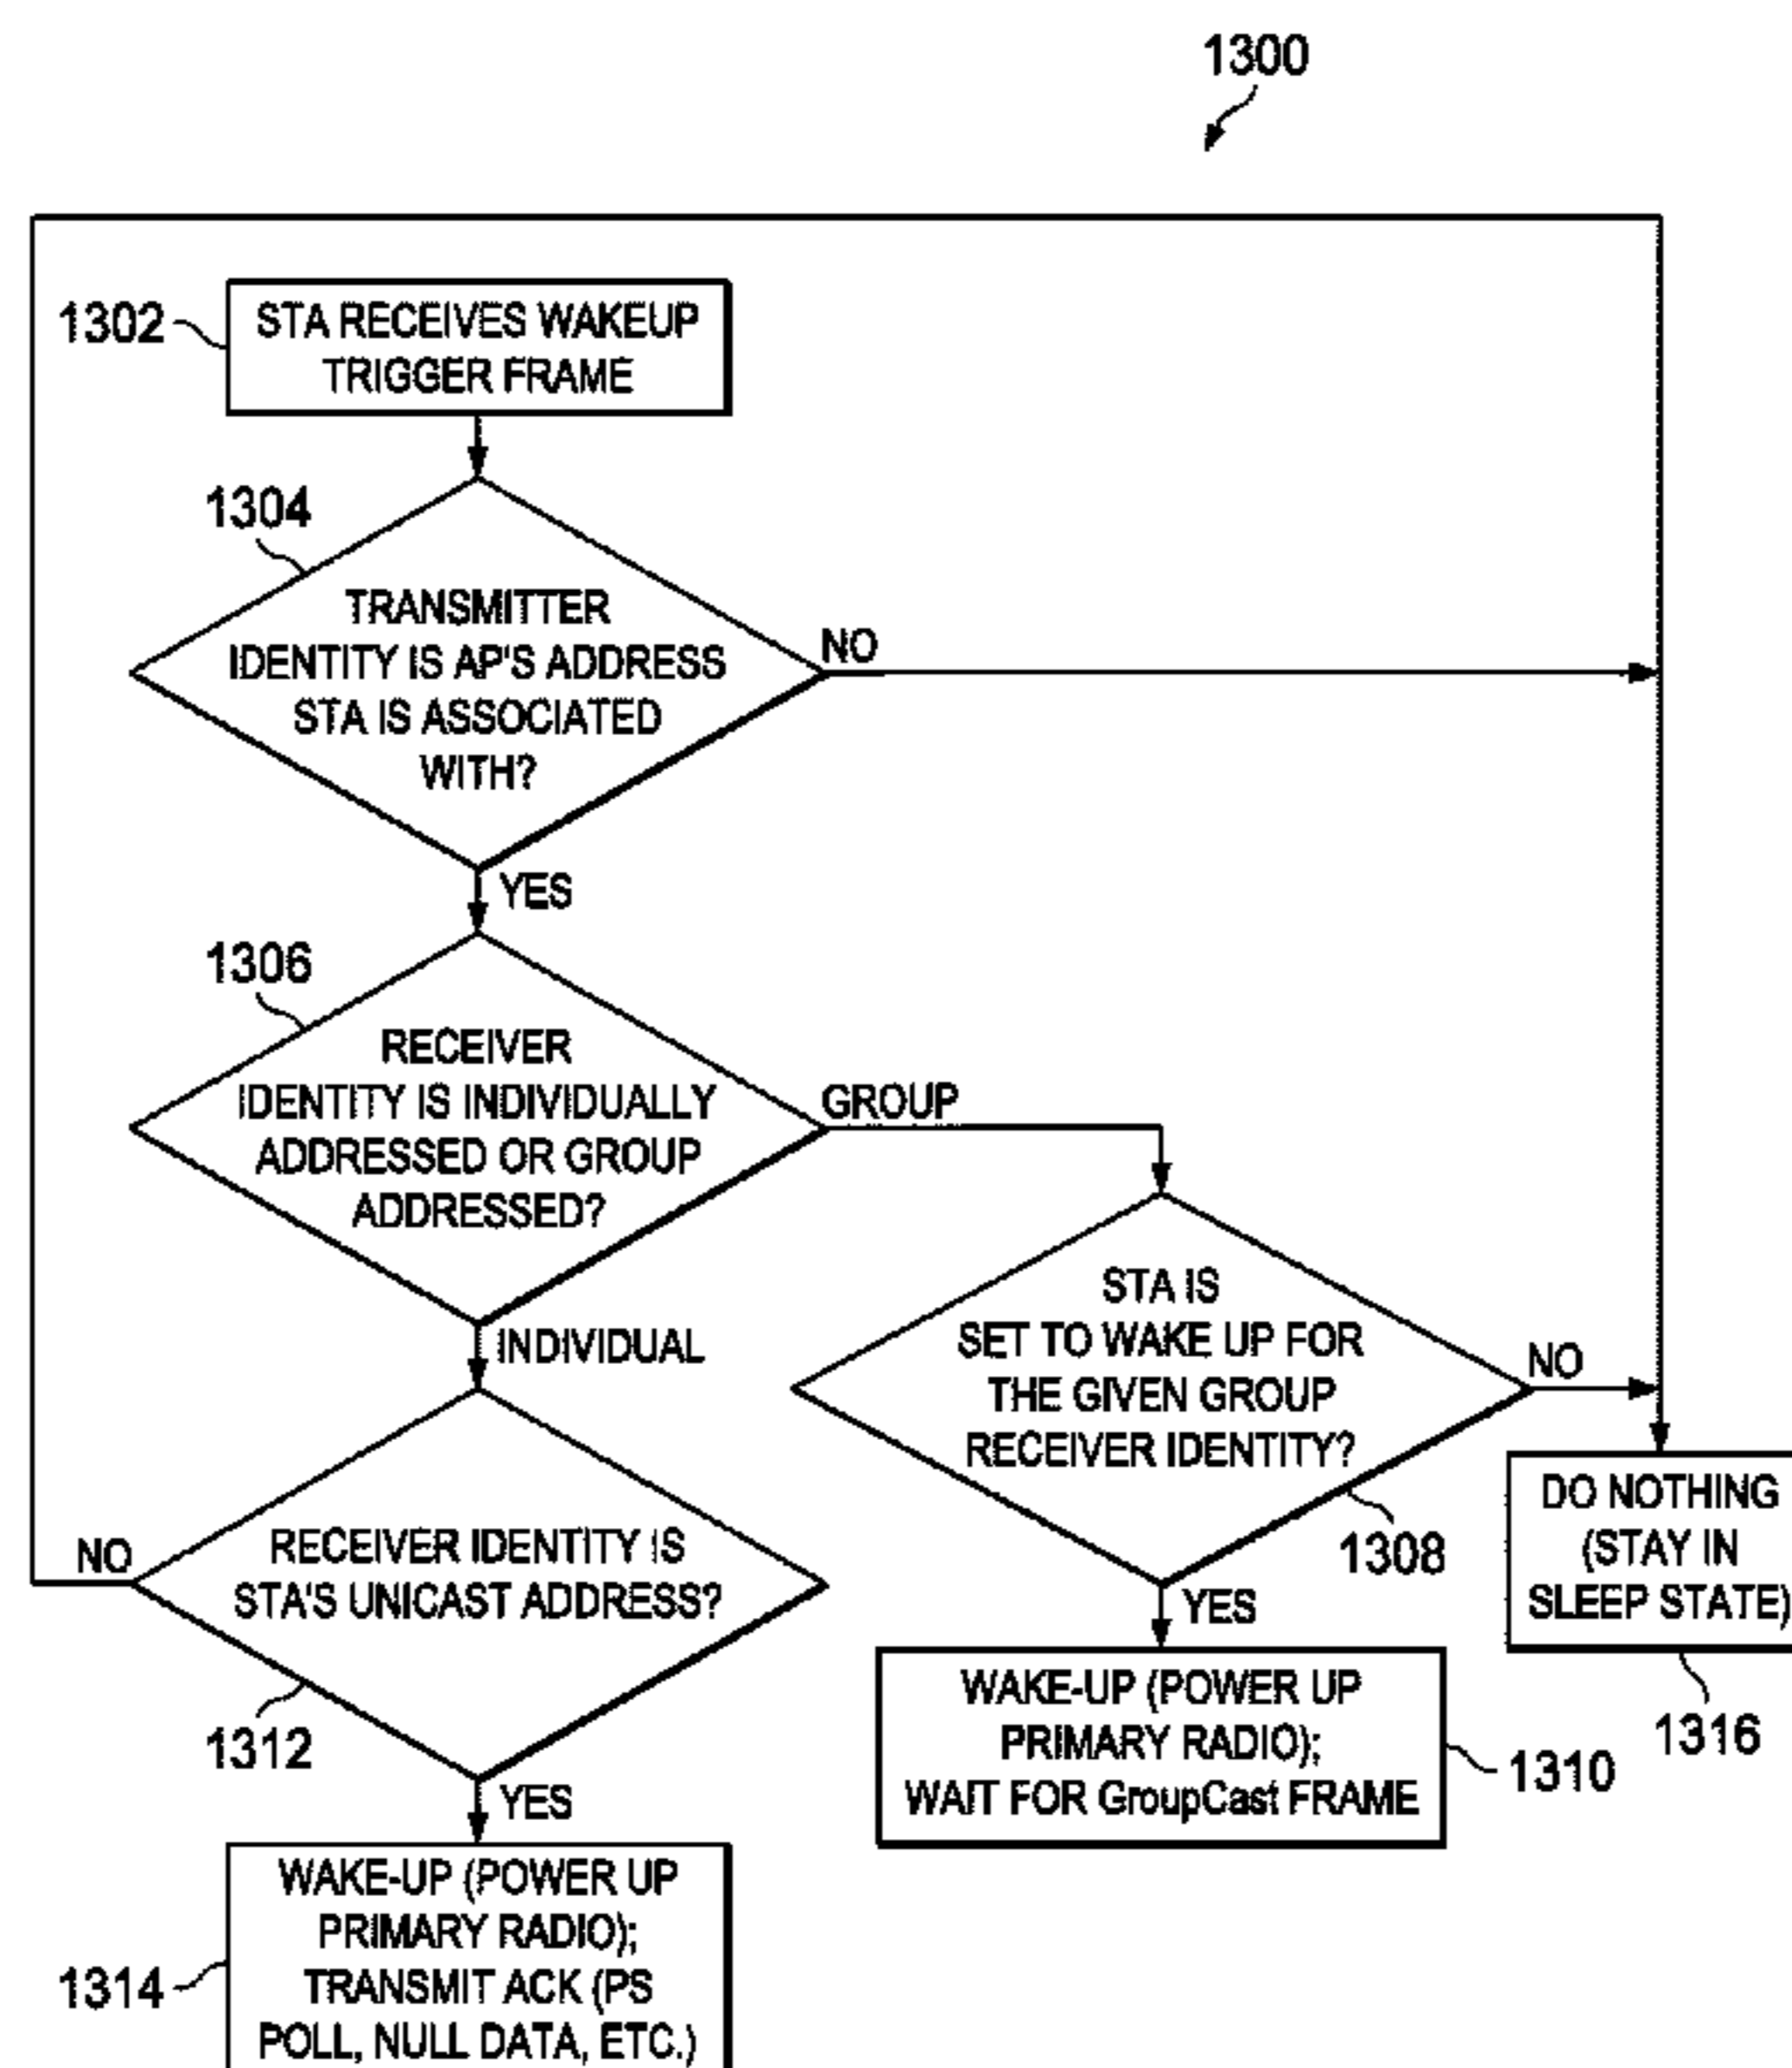 1300
1302
STA RECEIVES WAKEUP
TRIGGER FRAME
1304
TRANSMITTER
IDENTITY IS AP'S ADDRESS
STA IS ASSOCIATED
WITH?
NO
YES
1306
RECEIVER
IDENTITY IS INDIVIDUALLY
ADDRESSED OR GROUP
ADDRESSED?
GROUP
INDIVIDUAL
STA IS
SET TO WAKE UP FOR
THE GIVEN GROUP
RECEIVER IDENTITY?
NO
1308
YES
DO NOTHING
(STAY IN
SLEEP STATE)
1316
NO
RECEIVER IDENTITY IS
STA'S UNICAST ADDRESS?
1312
YES
WAKE-UP (POWER UP
PRIMARY RADIO);
WAIT FOR GroupCast FRAME
1310
WAKE-UP (POWER UP
PRIMARY RADIO);
TRANSMIT ACK (PS
POLL, NULL DATA, ETC.)
1314